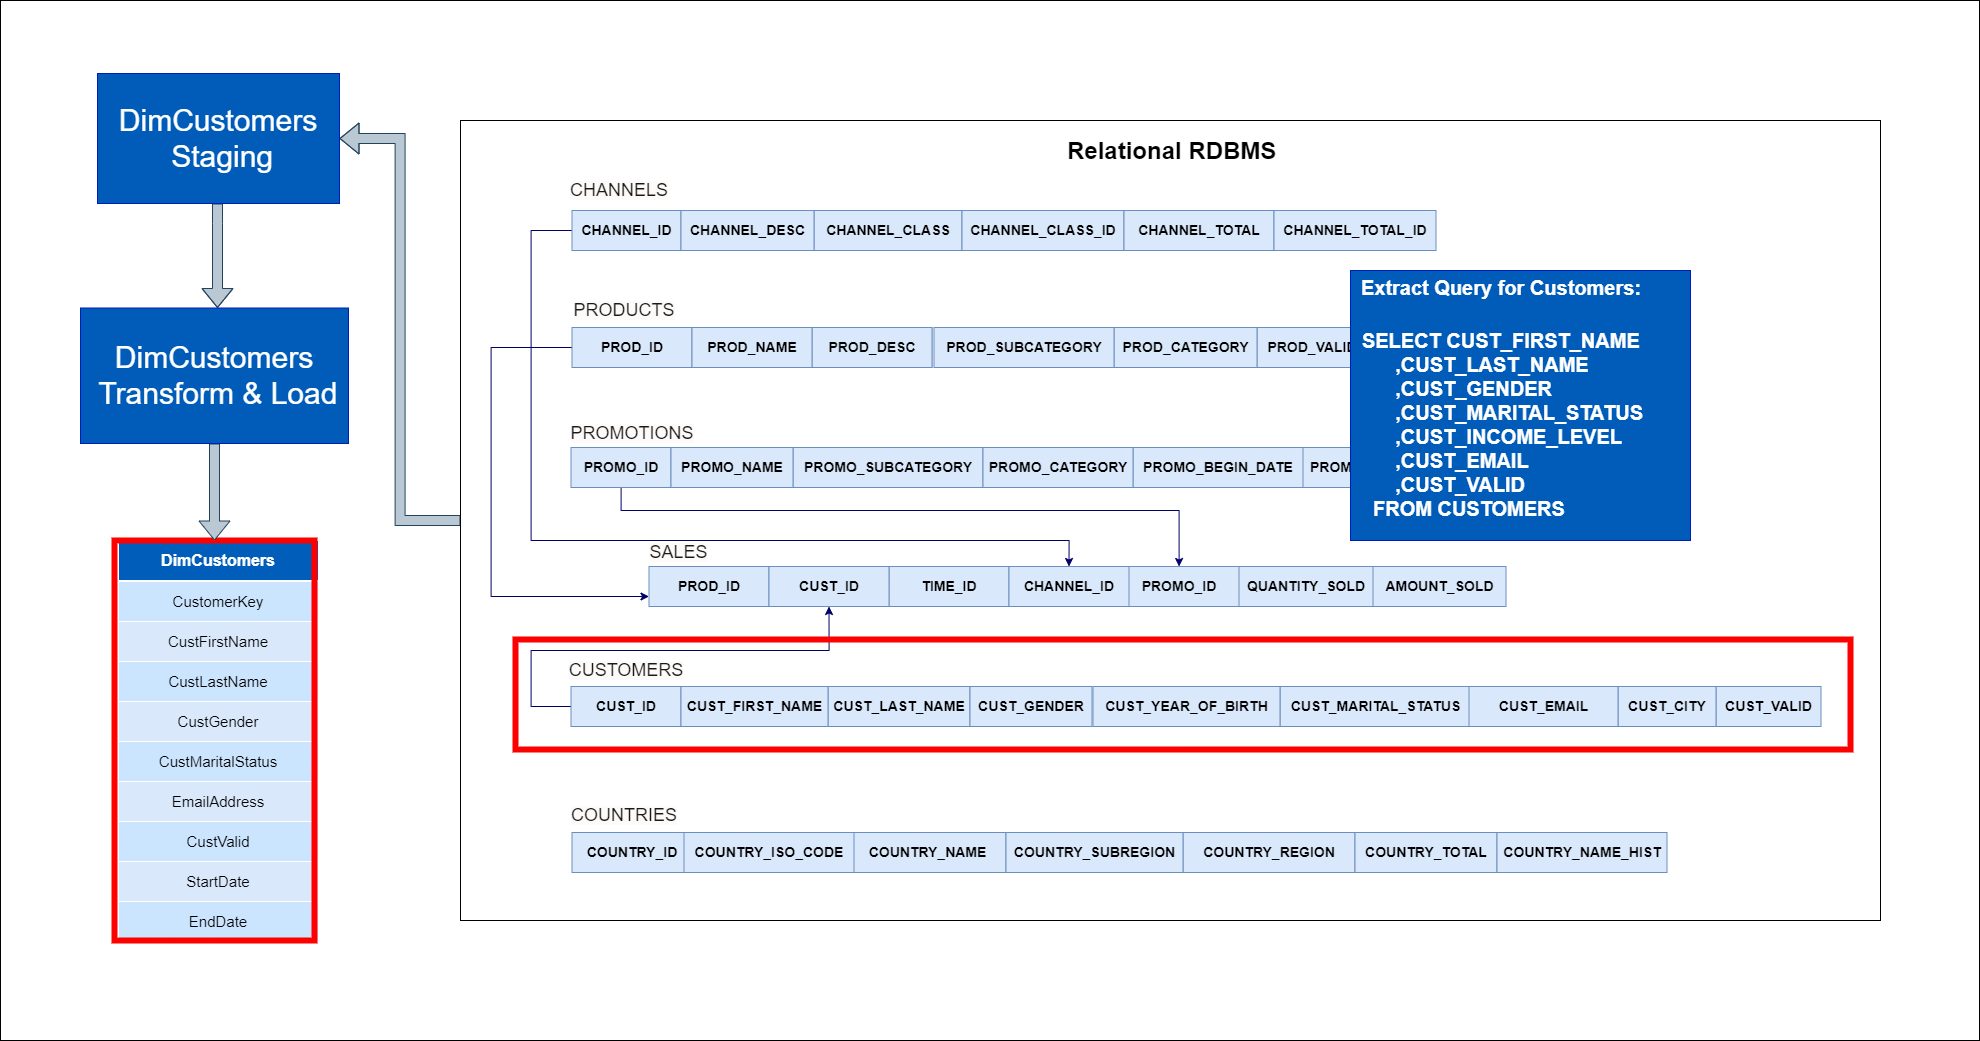 DimCustomers
Staging
DimCustomers
Transform & Load
DimCustomers
CustomerKey
CustFirstName
CustLastName
CustGender
CustMaritalStatus
EmailAddress
CustValid
StartDate
EndDate
Relational RDBMS
CHANNELS
CHANNEL_ID CHANNEL_DESC CHANNEL_CLASS CHANNEL_CLASS_ID CHANNEL_TOTAL CHANNEL_TOTAL_ID
PRODUCTS
PROD_ID PROD_NAME PROD_DESC PROD_SUBCATEGORY PROD_CATEGORY PROD_VALID
PROMOTIONS
PROMO_ID PROMO_NAME PROMO_SUBCATEGORY PROMO_CATEGORY PROMO_BEGIN_DATE PROM
Extract Query for Customers:
SELECT CUST_FIRST_NAME
,CUST_LAST_NAME
,CUST_GENDER
,CUST_MARITAL_STATUS
,CUST_INCOME_LEVEL
,CUST_EMAIL
,CUST_VALID
FROM CUSTOMERS
SALES
PROD_ID CUST_ID TIME_ID CHANNEL_ID PROMO_ID QUANTITY_SOLD AMOUNT_SOLD
CUSTOMERS
CUST_ID CUST_FIRST_NAME CUST_LAST_NAME CUST_GENDER CUST_YEAR_OF_BIRTH CUST_MARITAL_STATUS CUST_EMAIL CUST_CITY CUST_VALID
COUNTRIES
COUNTRY_ID COUNTRY_ISO_CODE COUNTRY_NAME COUNTRY_SUBREGION COUNTRY_REGION COUNTRY_TOTAL COUNTRY_NAME_HIST